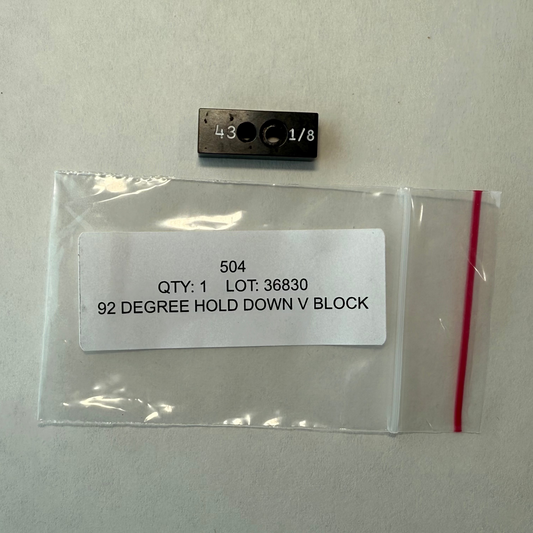 43 1/8
504
QTY: 1 LOT: 36830
92 DEGREE HOLD DOWN V BLOCK